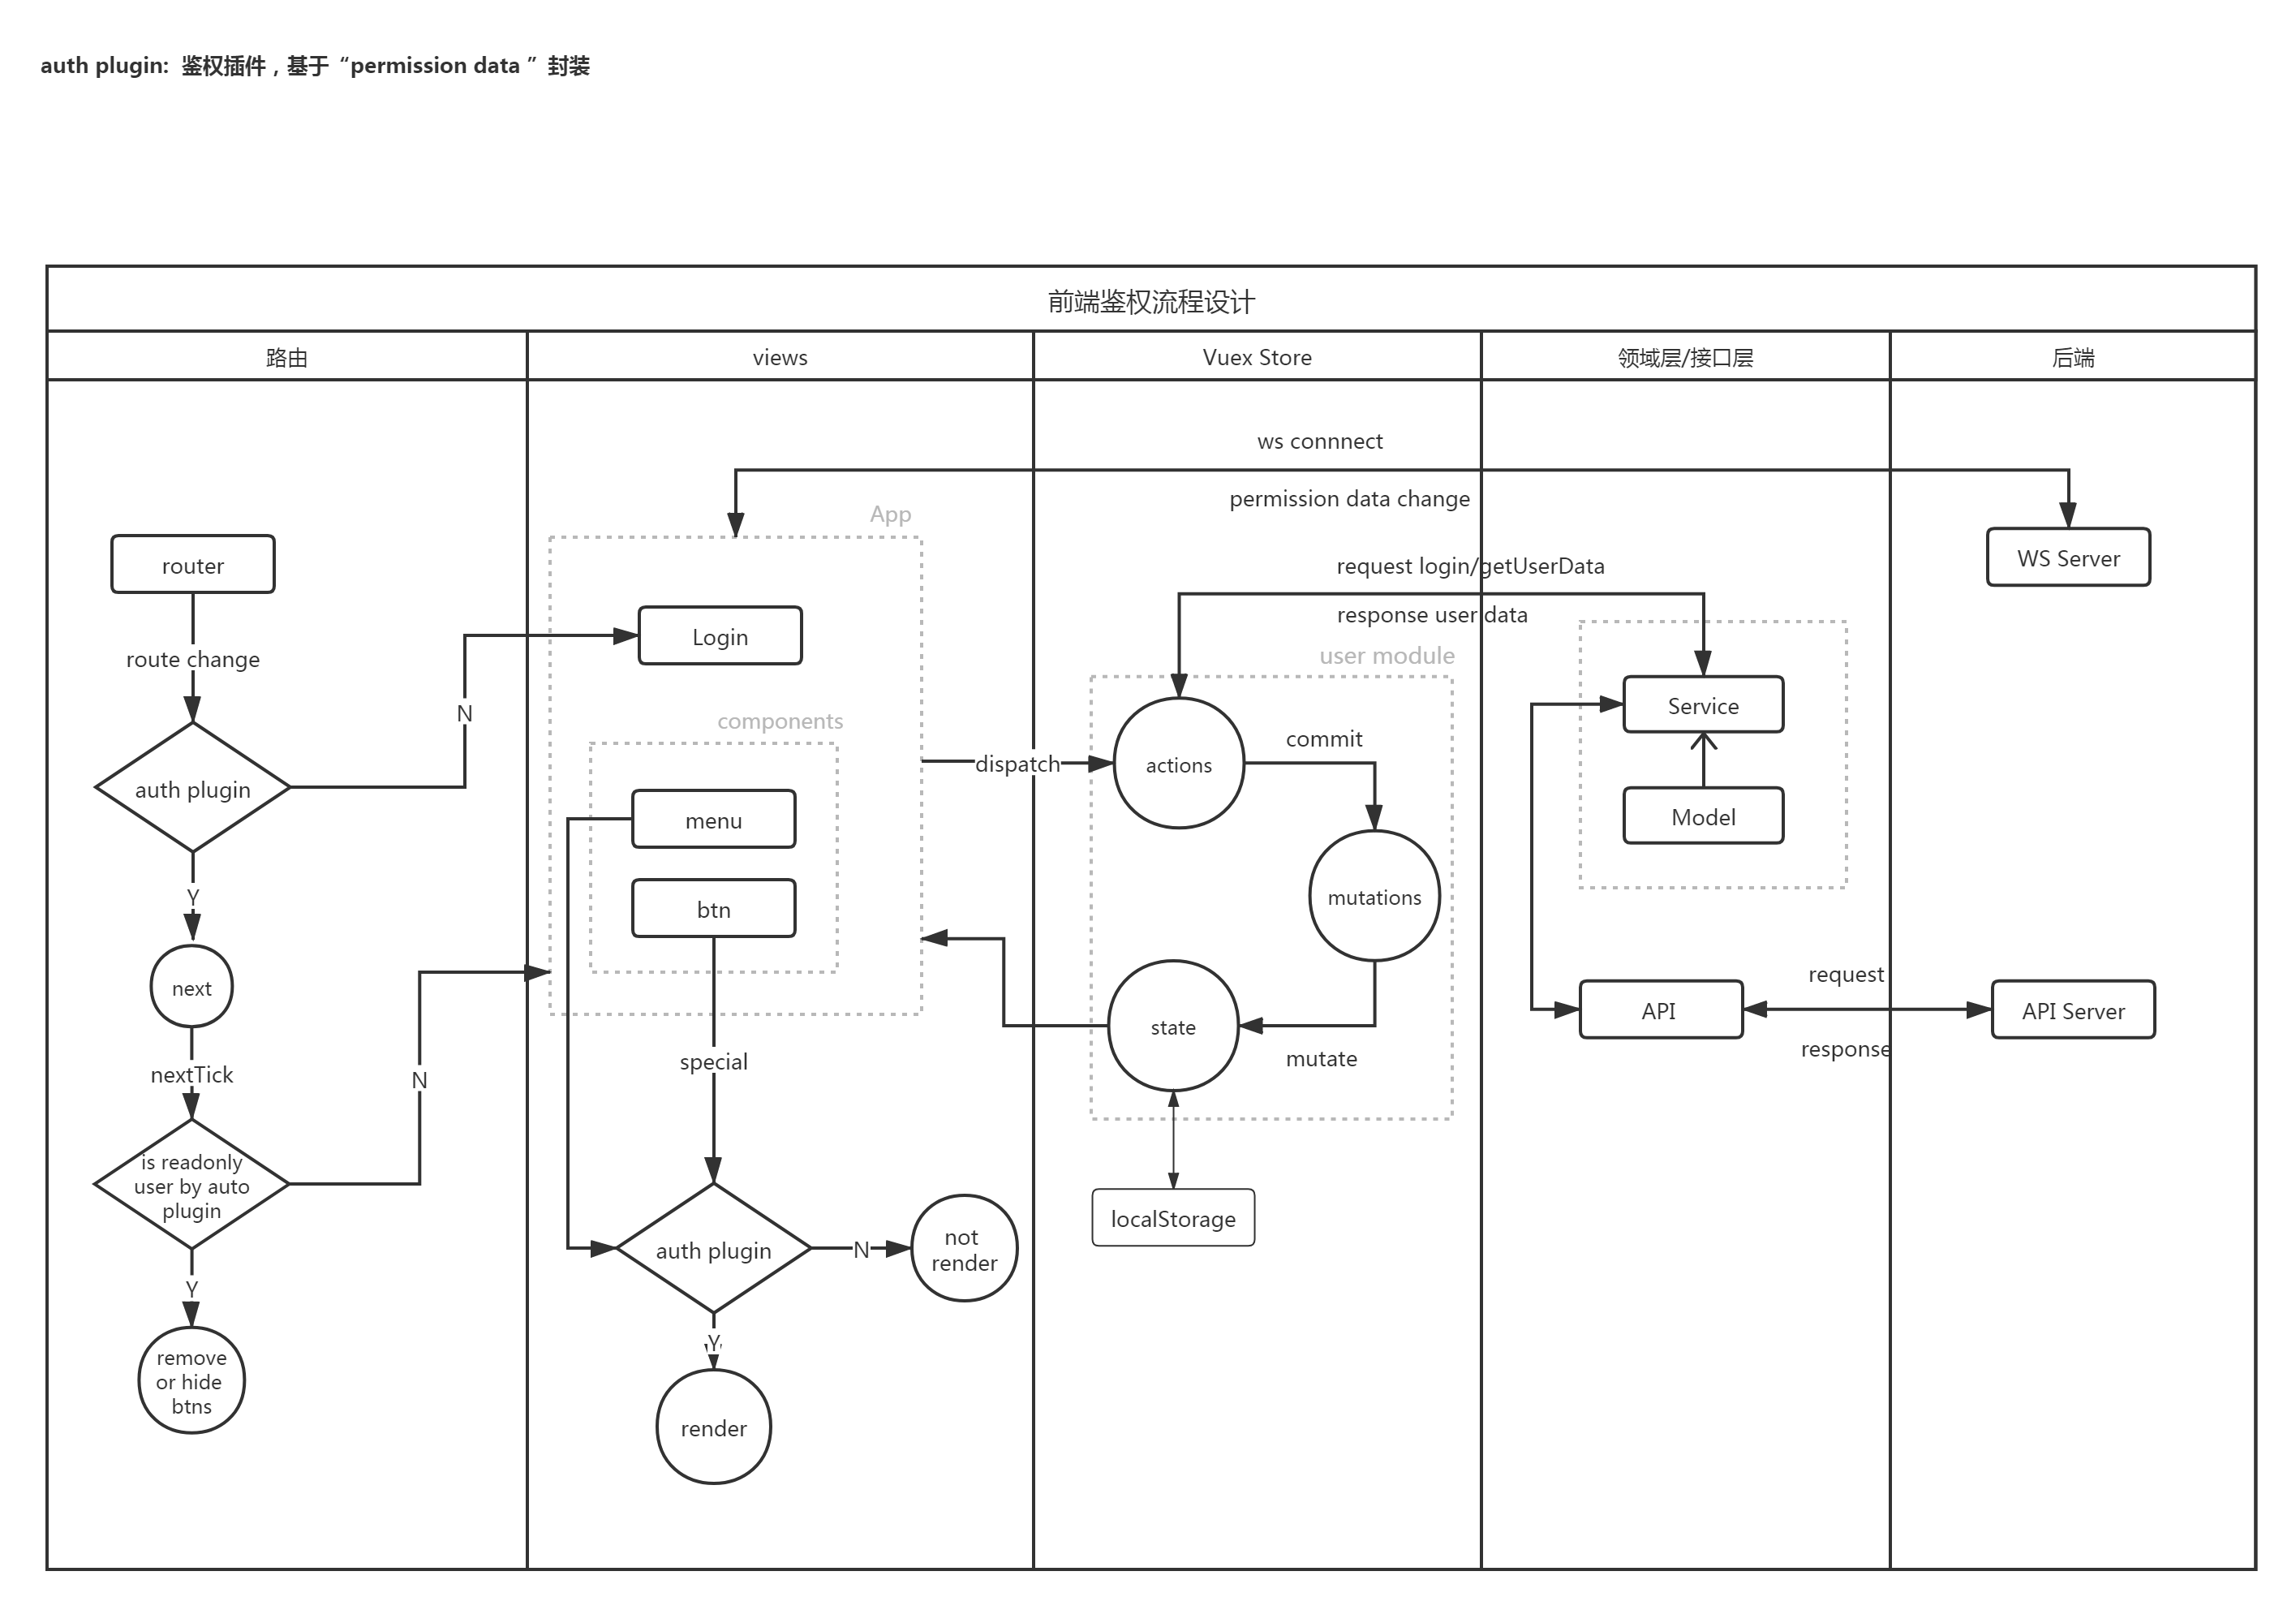 auth plugin:  鉴权插件，基于“permission data ”封装
前端鉴权流程设计
路由
views
Vuex Store
领域层/接口层
后端
ws connnect
permission data change
App
router
WS Server
request login/getUserData
response user data
Login
route change
user module
N
components
Service
auth plugin
dispatch
actions
commit
menu
Model
Y
btn
mutations
next
request
state
API
API Server
nextTick
N
special
mutate
response
is readonly
user by auto
plugin
localStorage
auth plugin
N
not
render
Y
Y
remove
or hide
btns
render